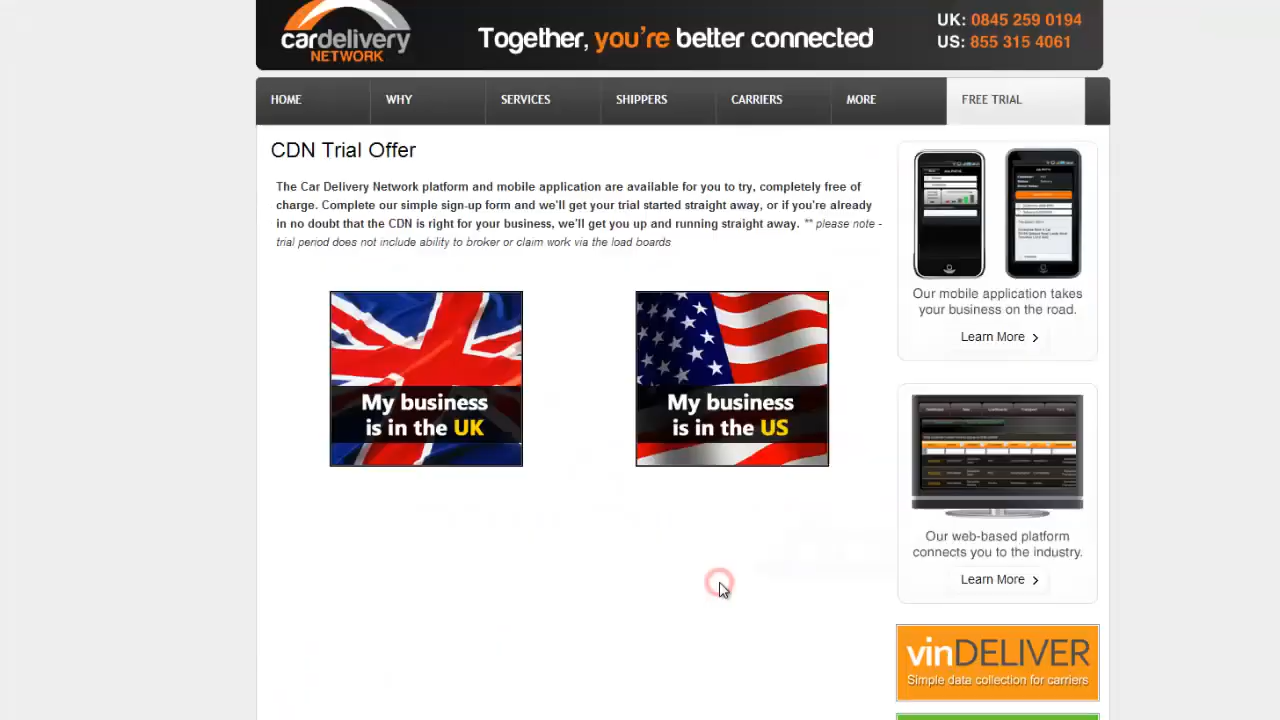 cardelivery
NETWORK
Together, you're better connected
UK: 0845 259 0194
US: 855 315 4061
HOME
WHY
SERVICES
SHIPPERS
CARRIERS
MORE
FREE TRIAL
CDN Trial Offer
The Car Delivery Network platform and mobile application are available for you to try, completely free of
charge. Complete our simple sign-up form and we'll get your trial started straight away, or if you're already
in no doubt that the CDN is right for your business, we'll get you up and running straight away. ** please note -
trial period does not include ability to broker or claim work via the load boards
My business
is in the UK
My business
is in the US
Our mobile application takes
your business on the road.
Learn More
Our web-based platform
connects you to the industry.
Learn More
vinDELIVER
Simple data collection for carriers